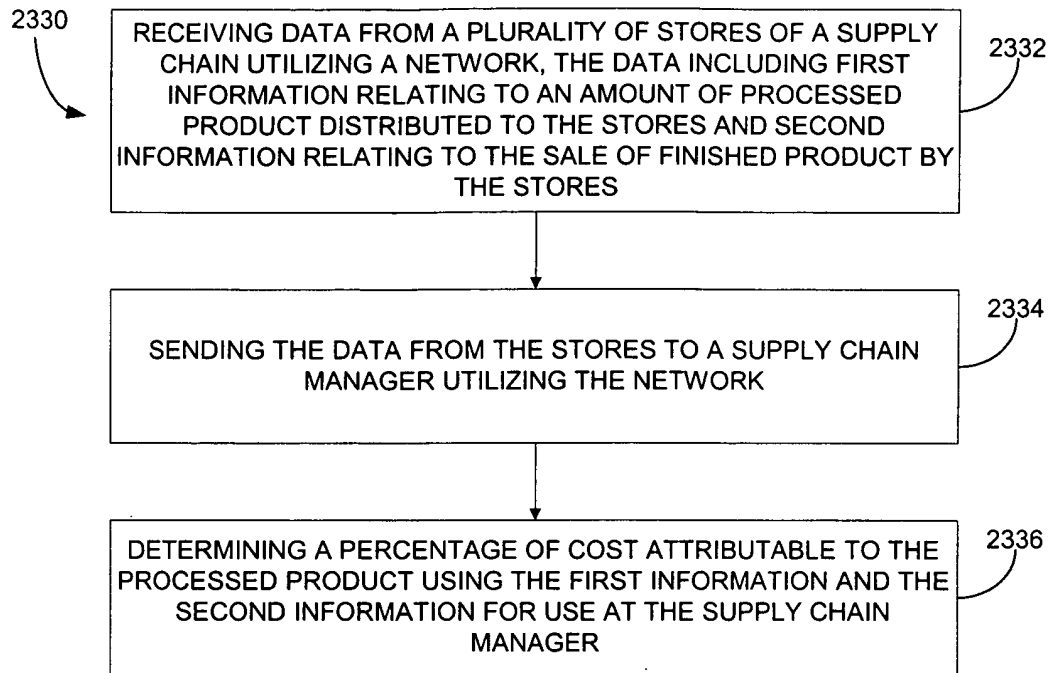 2330
RECEIVING DATA FROM A PLURALITY OF STORES OF A SUPPLY
CHAIN UTILIZING A NETWORK, THE DATA INCLUDING FIRST
INFORMATION RELATING TO AN AMOUNT OF PROCESSED
PRODUCT DISTRIBUTED TO THE STORES AND SECOND
INFORMATION RELATING TO THE SALE OF FINISHED PRODUCT BY
THE STORES
2332
SENDING THE DATA FROM THE STORES TO A SUPPLY CHAIN
MANAGER UTILIZING THE NETWORK
2334
DETERMINING A PERCENTAGE OF COST ATTRIBUTABLE TO THE
PROCESSED PRODUCT USING THE FIRST INFORMATION AND THE
SECOND INFORMATION FOR USE AT THE SUPPLY CHAIN
MANAGER
2336